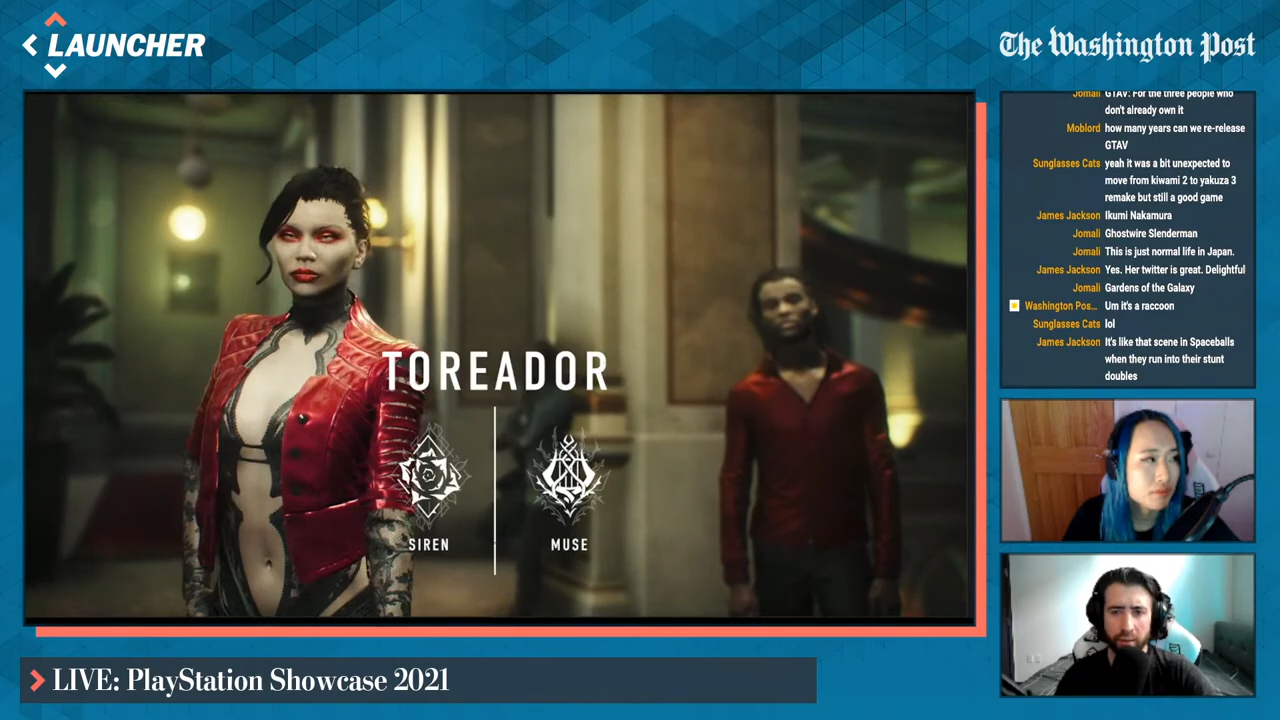 LAUNCHER
The Washington Post
TOREADOR
SIREN
MUSE
Jomali GTAV: For the three people who
don't already own it
Moblord how many years can we re-release
GTAV
Sunglasses Cats yeah it was a bit unexpected to
move from kiwami 2 to yakuza 3
remake but still a good game
James Jackson Ikumi Nakamura
Jomali Ghostwire Slenderman
Jomali This is just normal life in Japan.
James Jackson Yes. Her twitter is great. Delightful
Jomali Gardens of the Galaxy
Washington Pos... Um it's a raccoon
Sunglasses Cats lol
James Jackson It's like that scene in Spaceballs
when they run into their stunt
doubles
LIVE: PlayStation Showcase 2021